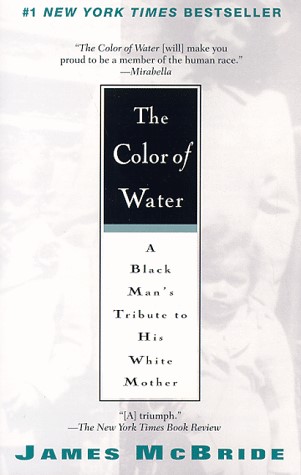 #1 NEW YORK TIMES BESTSELLER
"The Color of Water [will] make you
proud to be a member of the human race."
—Mirabella
The
Color of
Water
A
Black
Man's
Tribute to
His
White
Mother
"[A] triumph."
—The New York Times Book Review
JAMES MCBRIDE